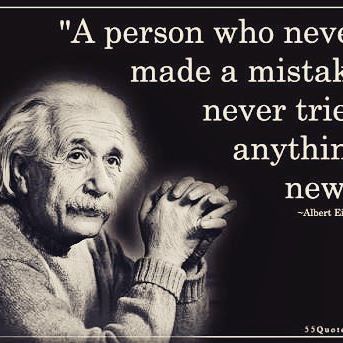 "A person who neve
made a mistak
never trie
anythin
new
~Albert Ei
55Quote